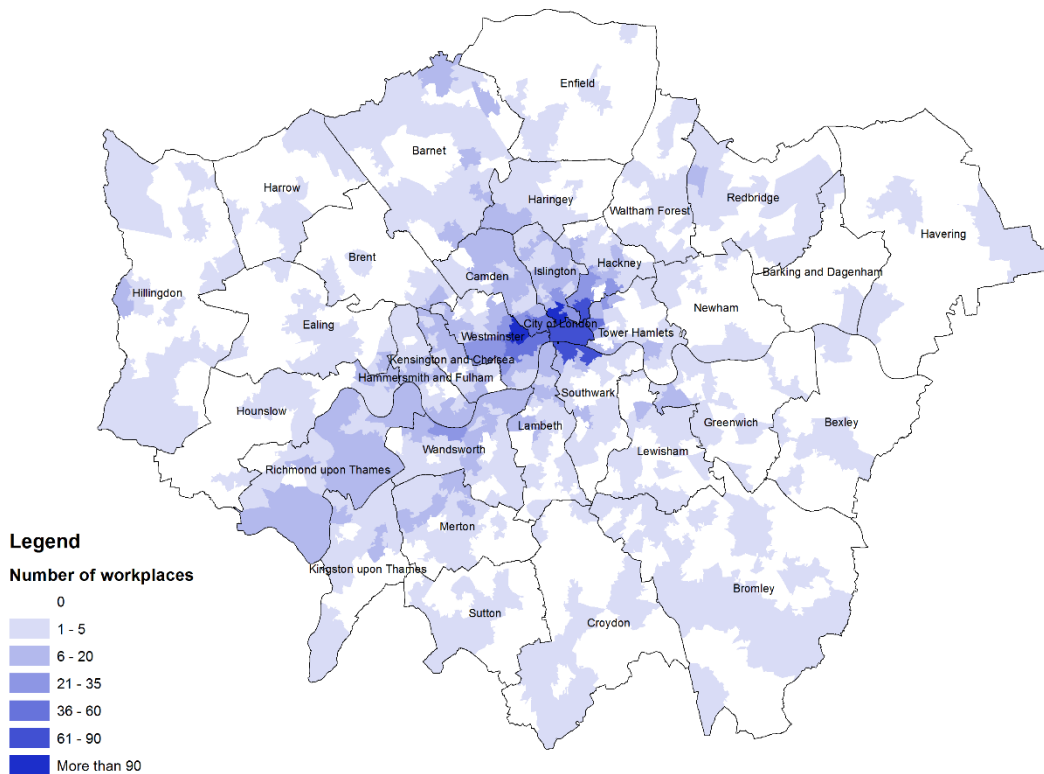 Enfield
Barnet
Harrow
Haringey
Waltham Forest
Redbridge
Havering
Brent
Camden
Islington
Hackney
Barking and Dagenham
Hillingdon
Newham
Ealing
City of London
Westminster
Tower Hamlets
Kensington and Chelsea
Hammersmith and Fulham
Southwark
Hounslow
Lambeth
Greenwich
Bexley
Wandsworth
Lewisham
Richmond upon Thames
Merton
Kingston upon Thames
Bromley
Sutton
Croydon
Legend
Number of workplaces
0
1 - 5
6 - 20
21 - 35
36 - 60
61 - 90
More than 90